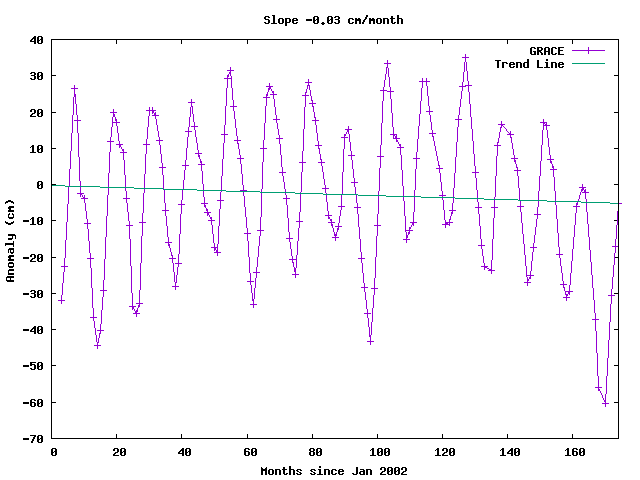 Slope -0.03 cm/month
GRACE
Trend Line
40
30
20
10
0
-10
-20
-30
-40
-50
-60
-70
Anomaly (cm)
0 20 40 60 80 100 120 140 160
Months since Jan 2002